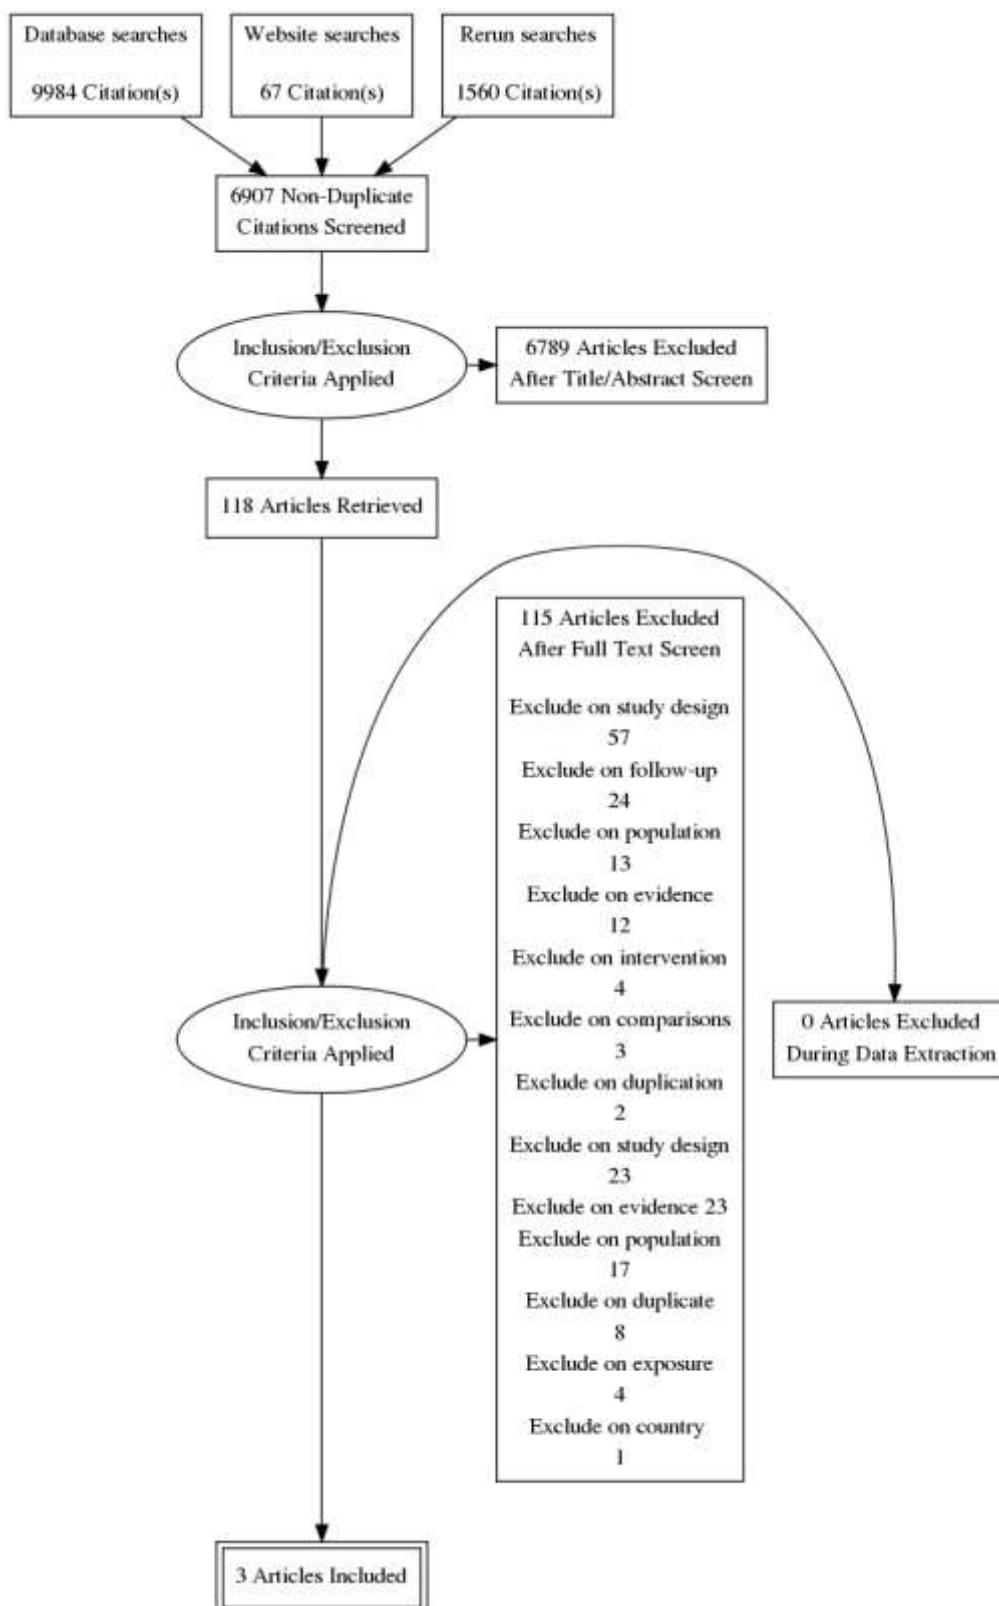 Database searches
9984 Citation(s)
Website searches
67 Citation(s)
Rerun searches
1560 Citation(s)
6907 Non-Duplicate
Citations Screened
Inclusion/Exclusion
Criteria Applied
6789 Articles Excluded
After Title/Abstract Screen
118 Articles Retrieved
115 Articles Excluded
After Full Text Screen
Exclude on study design
57
Exclude on follow-up
24
Exclude on population
13
Exclude on evidence
12
Exclude on intervention
4
Exclude on comparisons
3
Exclude on duplication
2
Exclude on study design
23
Exclude on evidence 23
Exclude on population
17
Exclude on duplicate
8
Exclude on exposure
4
Exclude on country
1
Inclusion/Exclusion
Criteria Applied
0 Articles Excluded
During Data Extraction
3 Articles Included